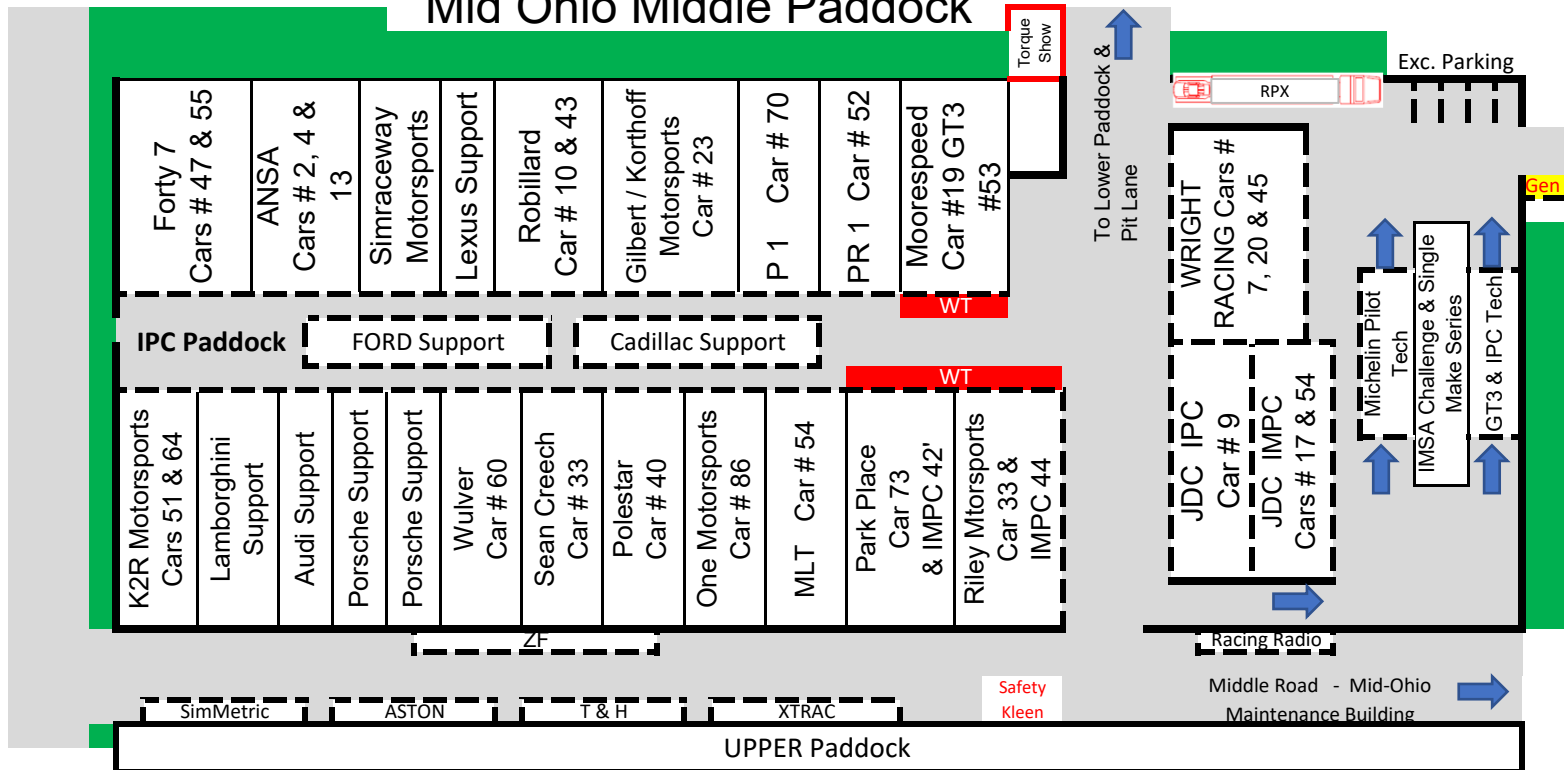 Mid Ohio Middle Paddock
Torque
Show
To Lower Paddock &
Pit Lane
Exc. Parking
RPX
Gen
Forty 7
Cars # 47 & 55
ANSA
Cars # 2, 4 &
13
Simraceway
Motorsports
Lexus Support
Robillard
Car # 10 & 43
Gilbert / Korthoff
Motorsports
Car # 23
P 1 Car # 70
PR 1 Car # 52
Moorespeed
Car #19 GT3
#53
WT
WRIGHT
RACING Cars #
7, 20 & 45
IPC Paddock
FORD Support
Cadillac Support
WT
Michelin Pilot
Tech
IMSA Challenge & Single
Make Series
GT3 & IPC Tech
K2R Motorsports
Cars 51 & 64
Lamborghini
Support
Audi Support
Porsche Support
Porsche Support
Wulver
Car # 60
Sean Creech
Car # 33
Polestar
Car # 40
One Motorsports
Car # 86
MLT Car # 54
Park Place
Car 73
& IMPC 42'
Riley Mtorsports
Car 33 &
IMPC 44
JDC IPC
Car # 9
JDC IMPC
Cars # 17 & 54
ZF
Racing Radio
SimMetric
ASTON
T & H
XTRAC
Safety
Kleen
Middle Road - Mid-Ohio
Maintenance Building
UPPER Paddock